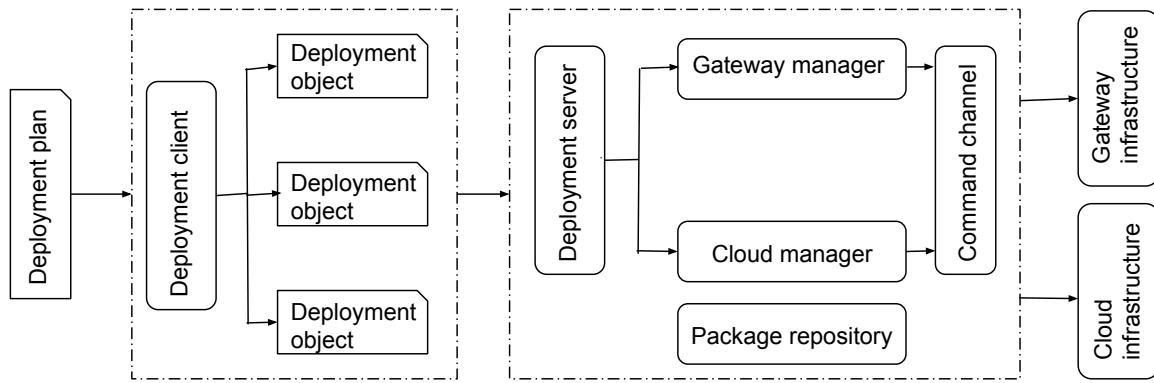 Deployment plan
Deployment client
Deployment
object
Deployment
object
Deployment
object
Deployment server
Gateway manager
Cloud manager
Package repository
Command channel
Gateway
infrastructure
Cloud
infrastructure